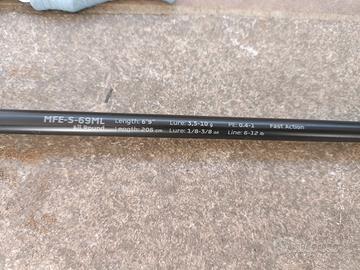 MFE-S-69ML Length: 6'9" Lure: 3,5-10 g PE: 0.4-1 Fast Action
All Round Length: 206 cm Lure: 1/8-3/8 oz Line: 6-12 lb